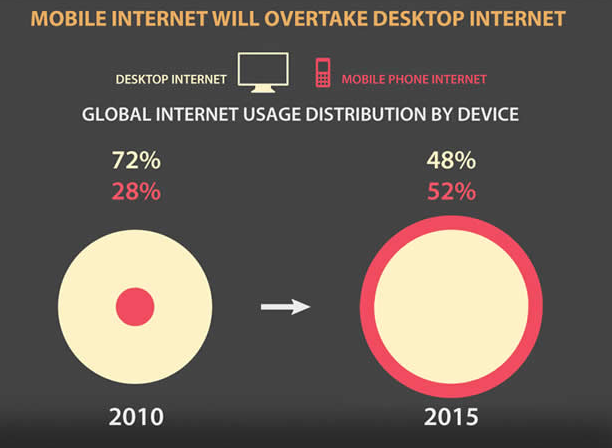 MOBILE INTERNET WILL OVERTAKE DESKTOP INTERNET
DESKTOP INTERNET
MOBILE PHONE INTERNET
GLOBAL INTERNET USAGE DISTRIBUTION BY DEVICE
72%
28%
48%
52%
2010
2015